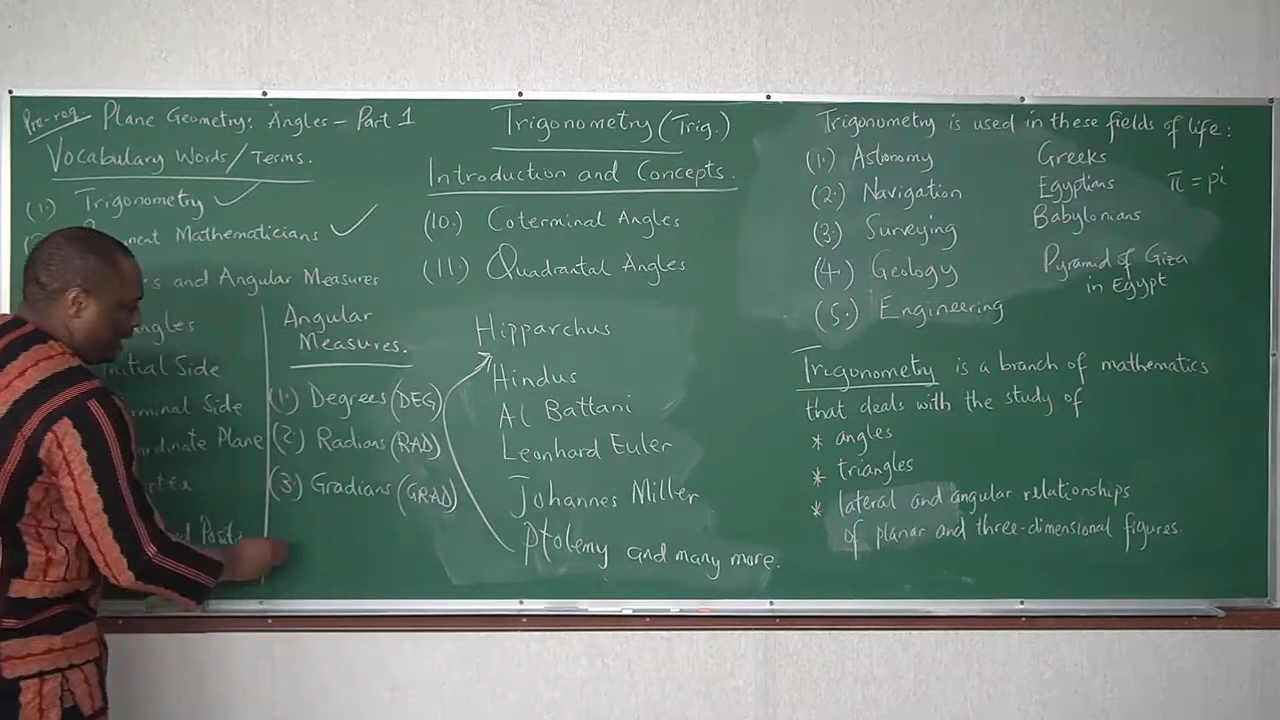 Pre-req Plane Geometry: Angles - Part 1
Vocabulary Words/Terms.
(1.) Trigonometry ✓
Mathematicians ✓
and Angular Measures
Initial Side
Side
Plane
Angular
Measures.
(1.) Degrees (DEG)
(2.) Radians (RAD)
(3.) Gradians (GRAD)
Trigonometry (Trig.)
Introduction and Concepts.
(10.) Coterminal Angles
(11.) Quadrantal Angles
Hipparchus
Hindus
Al Battani
Leonhard Euler
Johannes Miller
Ptolemy and many more.
Trigonometry is used in these fields of life:
(1.) Astronomy
(2.) Navigation
(3.) Surveying
(4.) Geology
(5.) Engineering
Greeks
Egyptians
Babylonians
π = pi
Pyramid of Giza
in Egypt
Trigonometry is a branch of mathematics
that deals with the study of
* angles
* triangles
* lateral and angular relationships
of planar and three-dimensional figures.